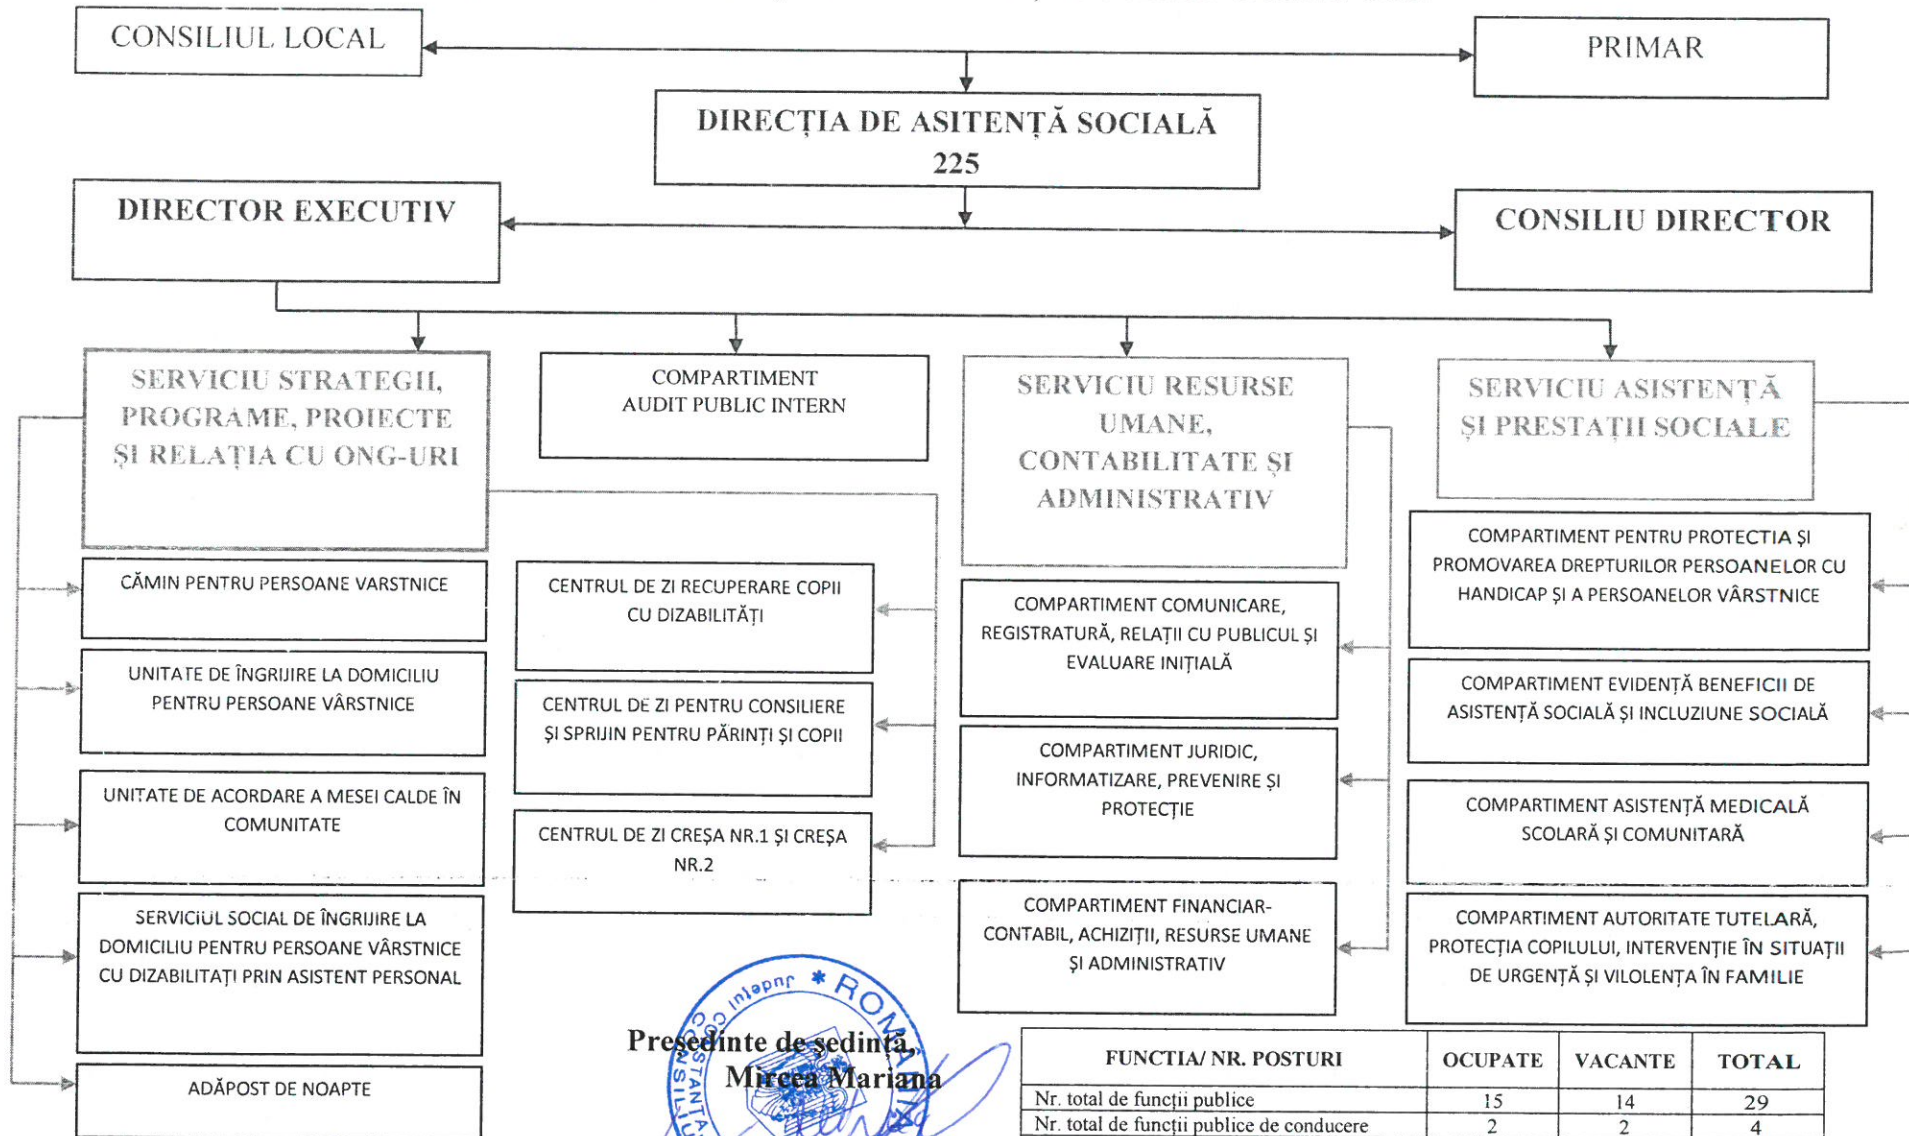 CONSILIUL LOCAL
PRIMAR
DIRECȚIA DE ASITENȚĂ SOCIALĂ
225
DIRECTOR EXECUTIV
CONSILIU DIRECTOR
SERVICIU STRATEGII,
PROGRAME, PROIECTE
ȘI RELAȚIA CU ONG-URI
COMPARTIMENT
AUDIT PUBLIC INTERN
SERVICIU RESURSE
UMANE,
CONTABILITATE ȘI
ADMINISTRATIV
SERVICIU ASISTENȚĂ
ȘI PRESTAȚII SOCIALE
CĂMIN PENTRU PERSOANE VARSTNICE
UNITATE DE ÎNGRIJIRE LA DOMICILIU
PENTRU PERSOANE VÂRSTNICE
UNITATE DE ACORDARE A MESEI CALDE ÎN
COMUNITATE
SERVICIUL SOCIAL DE ÎNGRIJIRE LA
DOMICILIU PENTRU PERSOANE VÂRSTNICE
CU DIZABILITAȚI PRIN ASISTENT PERSONAL
ADĂPOST DE NOAPTE
CENTRUL DE ZI RECUPERARE COPII
CU DIZABILITĂȚI
CENTRUL DE ZI PENTRU CONSILIERE
ȘI SPRIJIN PENTRU PĂRINȚI ȘI COPII
CENTRUL DE ZI CREȘA NR.1 ȘI CREȘA
NR.2
COMPARTIMENT COMUNICARE,
REGISTRATURĂ, RELAȚII CU PUBLICUL ȘI
EVALUARE INIȚIALĂ
COMPARTIMENT JURIDIC,
INFORMATIZARE, PREVENIRE ȘI
PROTECȚIE
COMPARTIMENT FINANCIAR-
CONTABIL, ACHIZIȚII, RESURSE UMANE
ȘI ADMINISTRATIV
COMPARTIMENT PENTRU PROTECTIA ȘI
PROMOVAREA DREPTURILOR PERSOANELOR CU
HANDICAP ȘI A PERSOANELOR VÂRSTNICE
COMPARTIMENT EVIDENȚĂ BENEFICII DE
ASISTENȚĂ SOCIALĂ ȘI INCLUZIUNE SOCIALĂ
COMPARTIMENT ASISTENȚĂ MEDICALĂ
SCOLARĂ ȘI COMUNITARĂ
COMPARTIMENT AUTORITATE TUTELARĂ,
PROTECȚIA COPILULUI, INTERVENȚIE ÎN SITUAȚII
DE URGENȚĂ ȘI VILOLENȚA ÎN FAMILIE
Președinte de ședință,
Mircea Mariana
* ROMÂNIA
Județul CONSTANȚA
CONSILIU
FUNCTIA/ NR. POSTURI OCUPATE VACANTE TOTAL
Nr. total de funcții publice 15 14 29
Nr. total de funcții publice de conducere 2 2 4